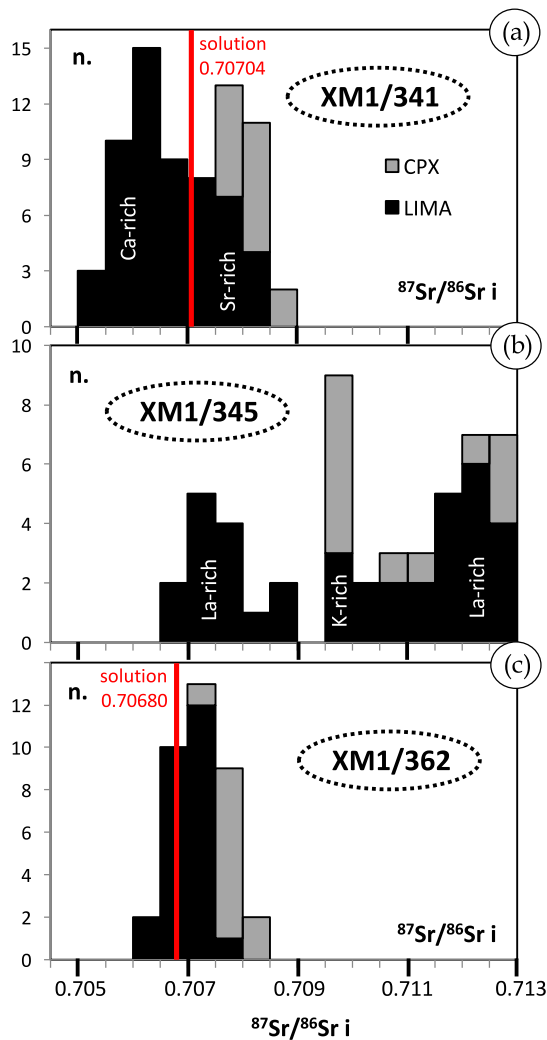 (a)
n.
solution
0.70704
XM1/341
CPX
LIMA
Ca-rich
Sr-rich
⁸⁷Sr/⁸⁶Sr i
15
12
9
6
3
0
(b)
n.
XM1/345
La-rich
K-rich
La-rich
10
8
6
4
2
0
(c)
n.
solution
0.70680
XM1/362
⁸⁷Sr/⁸⁶Sr i
12
10
8
6
4
2
0
0.705 0.707 0.709 0.711 0.713
⁸⁷Sr/⁸⁶Sr i